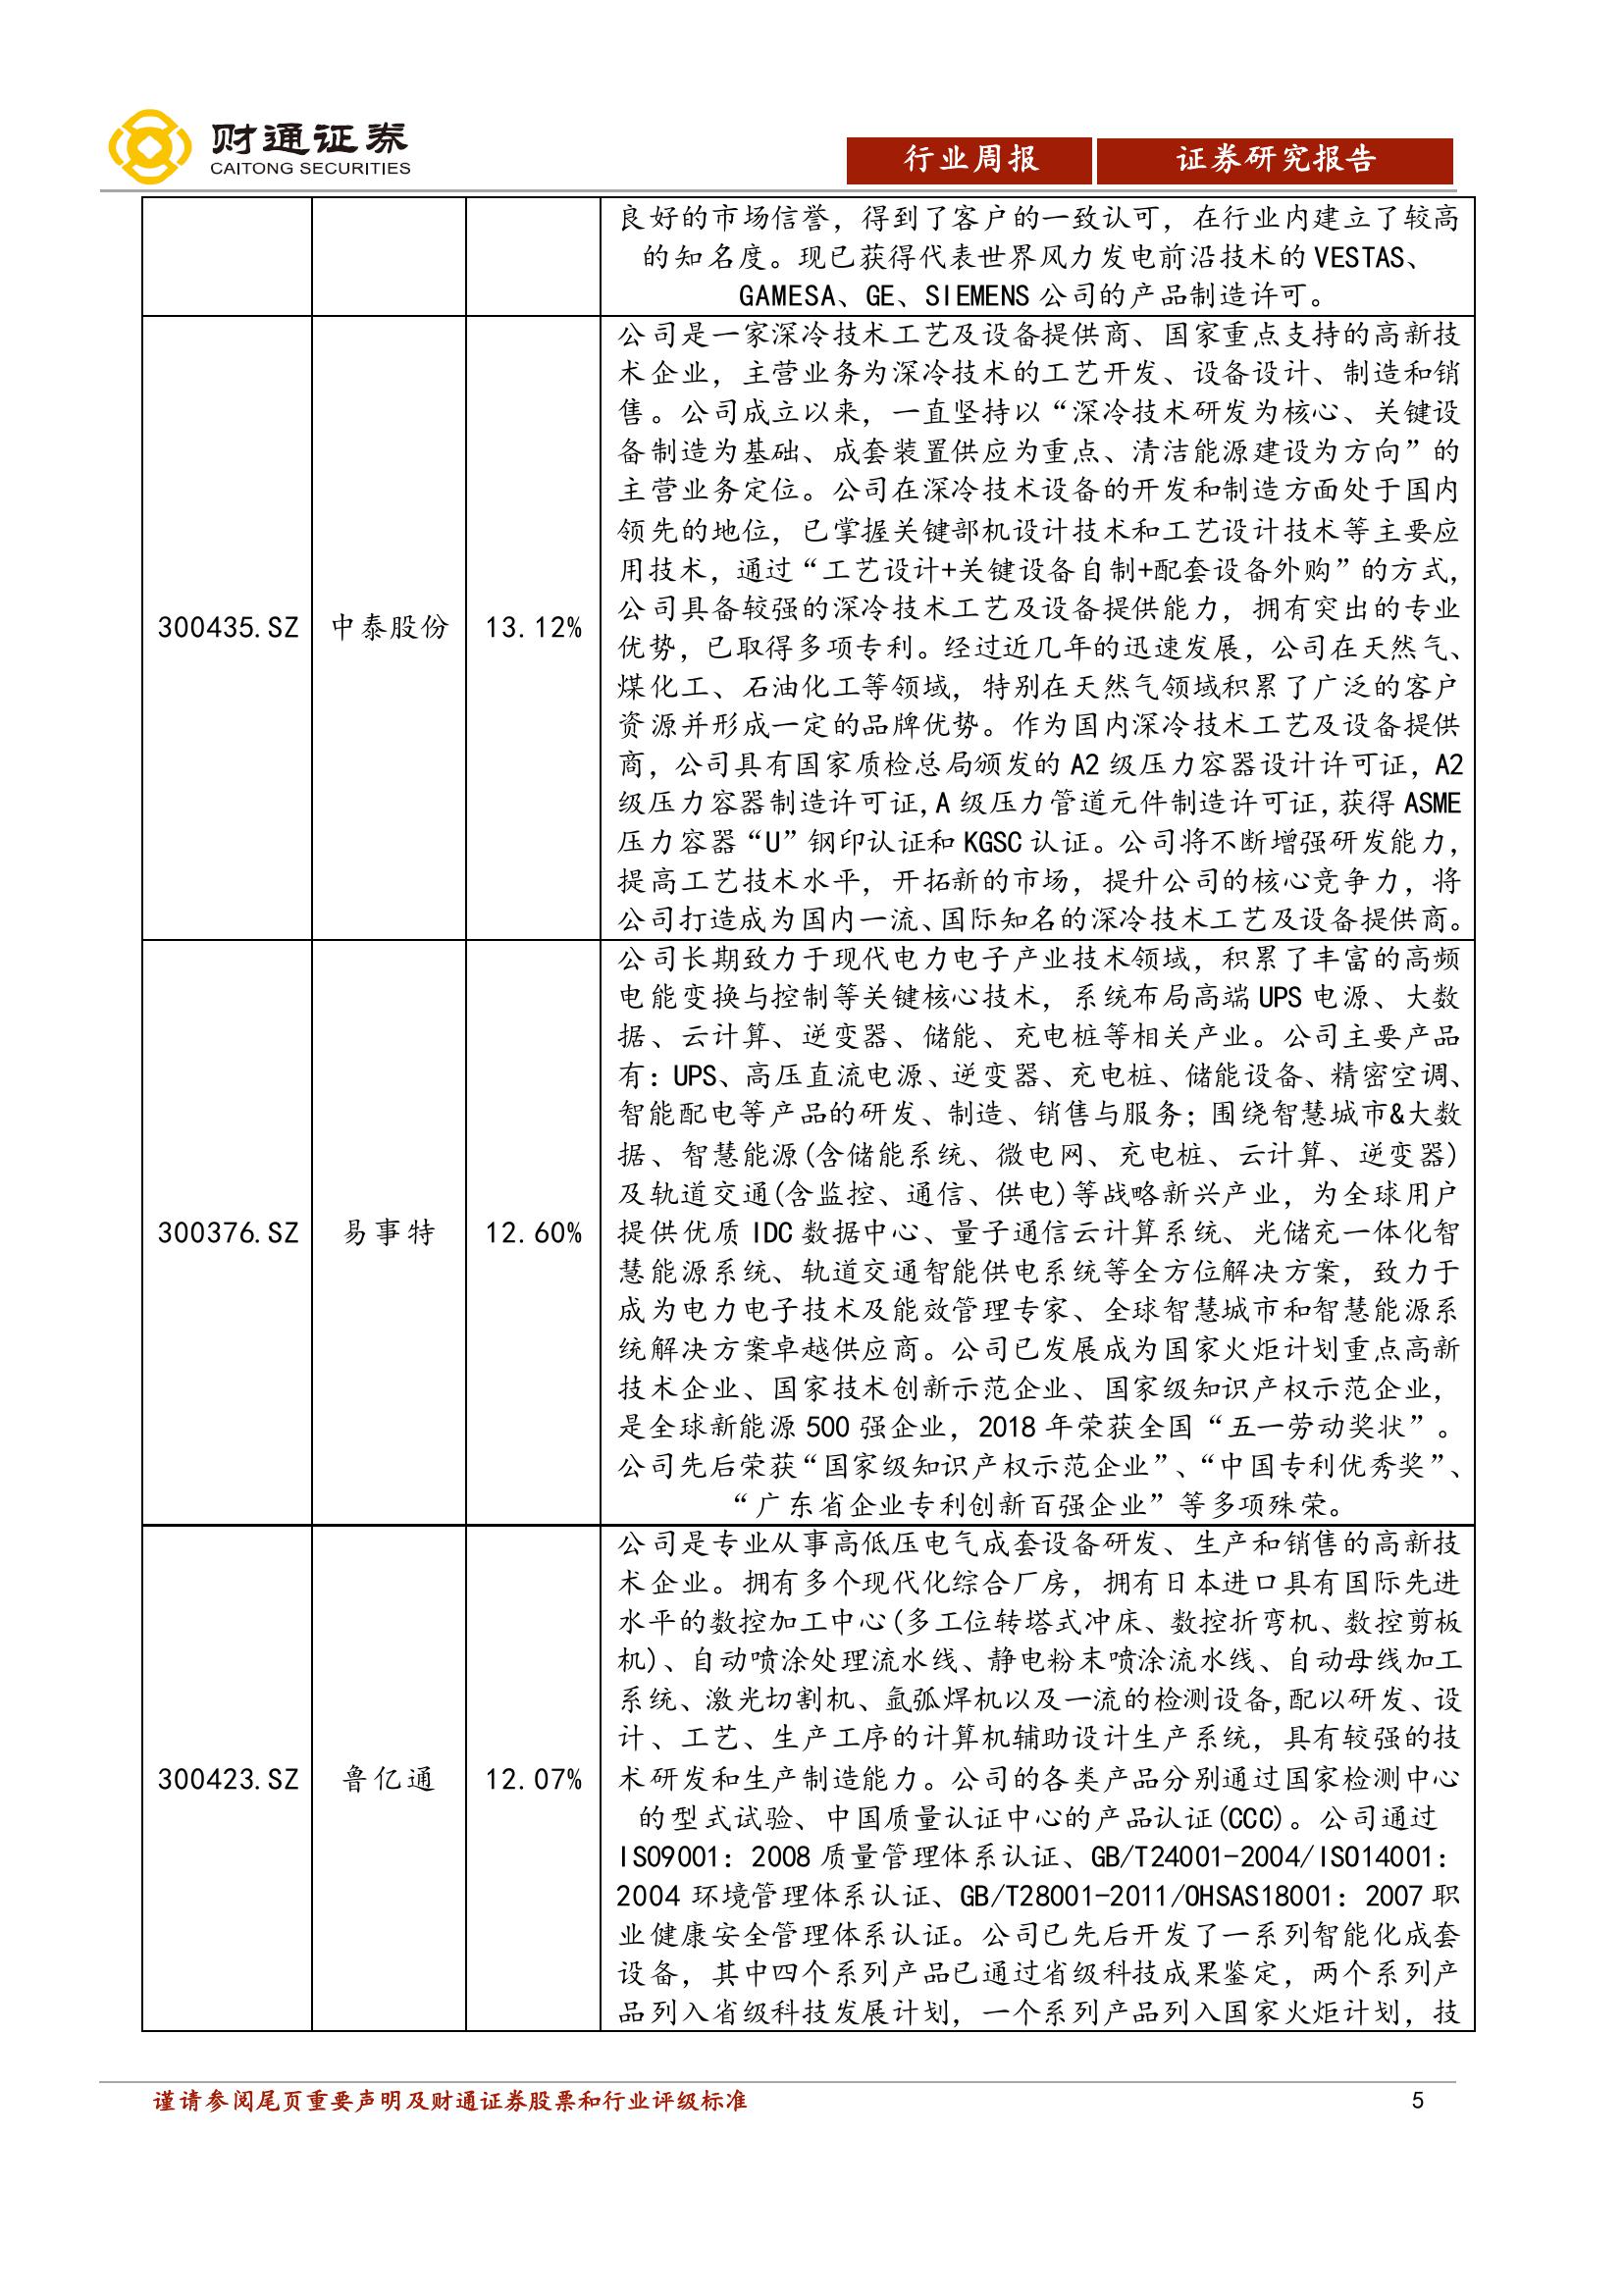 财通证券
CAITONG SECURITIES
行业周报
证券研究报告
良好的市场信誉，得到了客户的一致认可，在行业内建立了较高
的知名度。现已获得代表世界风力发电前沿技术的 VESTAS、
GAMESA、GE、SIEMENS 公司的产品制造许可。
300435.SZ
中泰股份
13.12%
公司是一家深冷技术工艺及设备提供商、国家重点支持的高新技
术企业，主营业务为深冷技术的工艺开发、设备设计、制造和销
售。公司成立以来，一直坚持以“深冷技术研发为核心、关键设
备制造为基础、成套装置供应为重点、清洁能源建设为方向”的
主营业务定位。公司在深冷技术设备的开发和制造方面处于国内
领先的地位，已掌握关键部机设计技术和工艺设计技术等主要应
用技术，通过“工艺设计+关键设备自制+配套设备外购”的方式，
公司具备较强的深冷技术工艺及设备提供能力，拥有突出的专业
优势，已取得多项专利。经过近几年的迅速发展，公司在天然气、
煤化工、石油化工等领域，特别在天然气领域积累了广泛的客户
资源并形成一定的品牌优势。作为国内深冷技术工艺及设备提供
商，公司具有国家质检总局颁发的 A2 级压力容器设计许可证，A2
级压力容器制造许可证,A 级压力管道元件制造许可证,获得 ASME
压力容器“U”钢印认证和 KGSC 认证。公司将不断增强研发能力，
提高工艺技术水平，开拓新的市场，提升公司的核心竞争力，将
公司打造成为国内一流、国际知名的深冷技术工艺及设备提供商。
300376.SZ
易事特
12.60%
公司长期致力于现代电力电子产业技术领域，积累了丰富的高频
电能变换与控制等关键核心技术，系统布局高端 UPS 电源、大数
据、云计算、逆变器、储能、充电桩等相关产业。公司主要产品
有：UPS、高压直流电源、逆变器、充电桩、储能设备、精密空调、
智能配电等产品的研发、制造、销售与服务；围绕智慧城市&大数
据、智慧能源(含储能系统、微电网、充电桩、云计算、逆变器)
及轨道交通(含监控、通信、供电)等战略新兴产业，为全球用户
提供优质 IDC 数据中心、量子通信云计算系统、光储充一体化智
慧能源系统、轨道交通智能供电系统等全方位解决方案，致力于
成为电力电子技术及能效管理专家、全球智慧城市和智慧能源系
统解决方案卓越供应商。公司已发展成为国家火炬计划重点高新
技术企业、国家技术创新示范企业、国家级知识产权示范企业，
是全球新能源 500 强企业，2018 年荣获全国“五一劳动奖状”。
公司先后荣获“国家级知识产权示范企业”、“中国专利优秀奖”、
“广东省企业专利创新百强企业”等多项殊荣。
300423.SZ
鲁亿通
12.07%
公司是专业从事高低压电气成套设备研发、生产和销售的高新技
术企业。拥有多个现代化综合厂房，拥有日本进口具有国际先进
水平的数控加工中心(多工位转塔式冲床、数控折弯机、数控剪板
机)、自动喷涂处理流水线、静电粉末喷涂流水线、自动母线加工
系统、激光切割机、氩弧焊机以及一流的检测设备,配以研发、设
计、工艺、生产工序的计算机辅助设计生产系统，具有较强的技
术研发和生产制造能力。公司的各类产品分别通过国家检测中心
的型式试验、中国质量认证中心的产品认证(CCC)。公司通过
ISO9001：2008 质量管理体系认证、GB/T24001-2004/ISO14001：
2004 环境管理体系认证、GB/T28001-2011/OHSAS18001：2007 职
业健康安全管理体系认证。公司已先后开发了一系列智能化成套
设备，其中四个系列产品已通过省级科技成果鉴定，两个系列产
品列入省级科技发展计划，一个系列产品列入国家火炬计划，技
谨请参阅尾页重要声明及财通证券股票和行业评级标准
5